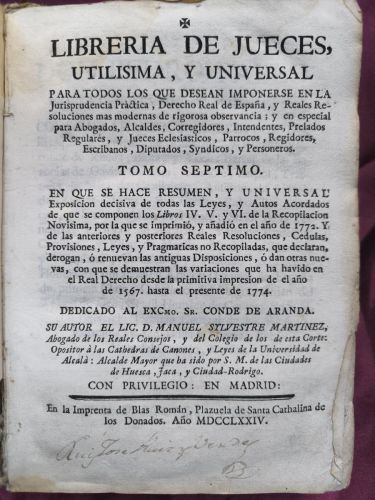 LIBRERIA DE JUECES,
UTILISIMA, Y UNIVERSAL
PARA TODOS LOS QUE DESEAN IMPONERSE EN LA
Jurisprudencia Pràctica, Derecho Real de España, y Reales Re-
soluciones mas modernas de rigorosa observancia; y en especial
para Abogados, Alcaldes, Corregidores, Intendentes, Prelados
Regulares, y Jueces Eclesiasticos, Parrocos, Regidores,
Escribanos, Diputados, Syndicos, y Personeros.
TOMO SEPTIMO.
EN QUE SE HACE RESUMEN, Y UNIVERSAL
Exposicion decisiva de todas las Leyes, y Autos Acordados
de que se componen los Libros IV. V. y VI. de la Recopilacion
Novisima, por la que se imprimió, y añadió en el año de 1772. Y
de las anteriores y posteriores Reales Resoluciones, Cedulas,
Provisiones, Leyes, y Pragmaticas no Recopiladas, que declaran,
derogan, ó renuevan las antiguas Disposiciones, ó dan otras nue-
vas, con que se demuestran las variaciones que ha havido en
el Real Derecho desde la primitiva impresion de el año
de 1567. hasta el presente de 1774.
DEDICADO AL EXCMO. SR. CONDE DE ARANDA.
SU AUTOR EL LIC. D. MANUEL SYLVESTRE MARTINEZ,
Abogado de los Reales Consejos, y del Colegio de los de esta Corte:
Opositor à las Cathedras de Canones, y Leyes de la Universidad de
Alcalà: Alcalde Mayor que ha sido por S. M. de las Ciudades
de Huesca, Jaca, y Ciudad-Rodrigo.
CON PRIVILEGIO: EN MADRID:
En la Imprenta de Blas Román, Plazuela de Santa Cathalina de
los Donados. Año MDCCLXXIV.